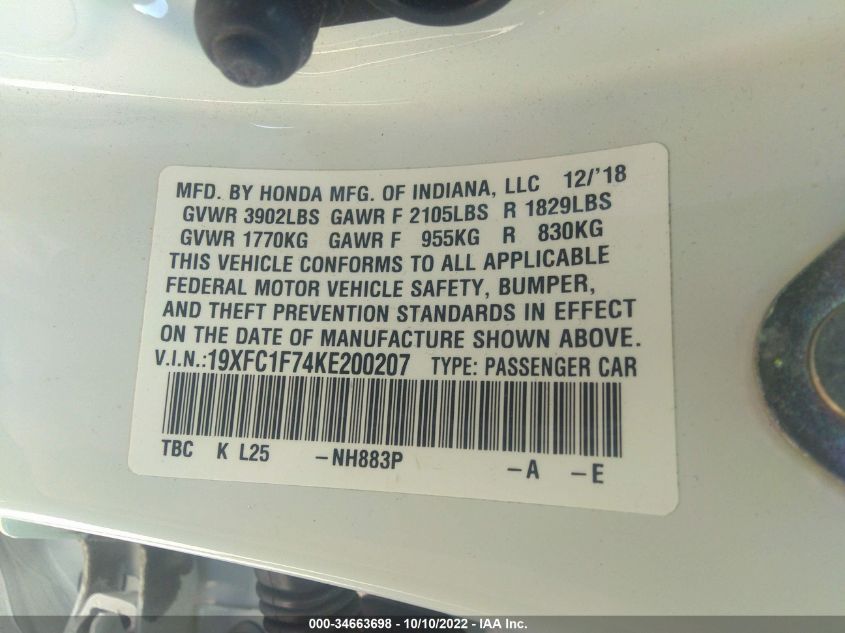 MFD. BY HONDA MFG. OF INDIANA, LLC 12/'18
GVWR 3902LBS GAWR F 2105LBS R 1829LBS
GVWR 1770KG GAWR F 955KG R 830KG
THIS VEHICLE CONFORMS TO ALL APPLICABLE
FEDERAL MOTOR VEHICLE SAFETY, BUMPER,
AND THEFT PREVENTION STANDARDS IN EFFECT
ON THE DATE OF MANUFACTURE SHOWN ABOVE.
V.I.N.:19XFC1F74KE200207 TYPE: PASSENGER CAR
TBC K L25 -NH883P -A -E
000-34663698 - 10/10/2022 - IAA Inc.